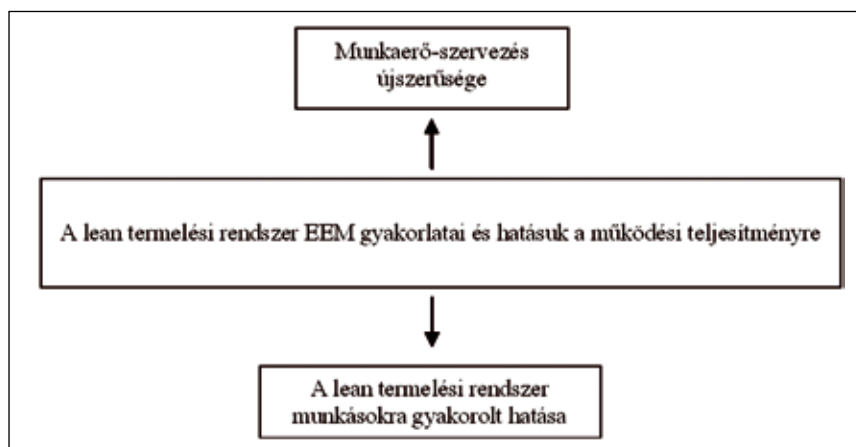 Munkaerő-szervezés
újszerűsége
A lean termelési rendszer EEM gyakorlatai és hatásuk a működési teljesítményre
A lean termelési rendszer
munkásokra gyakorolt hatása